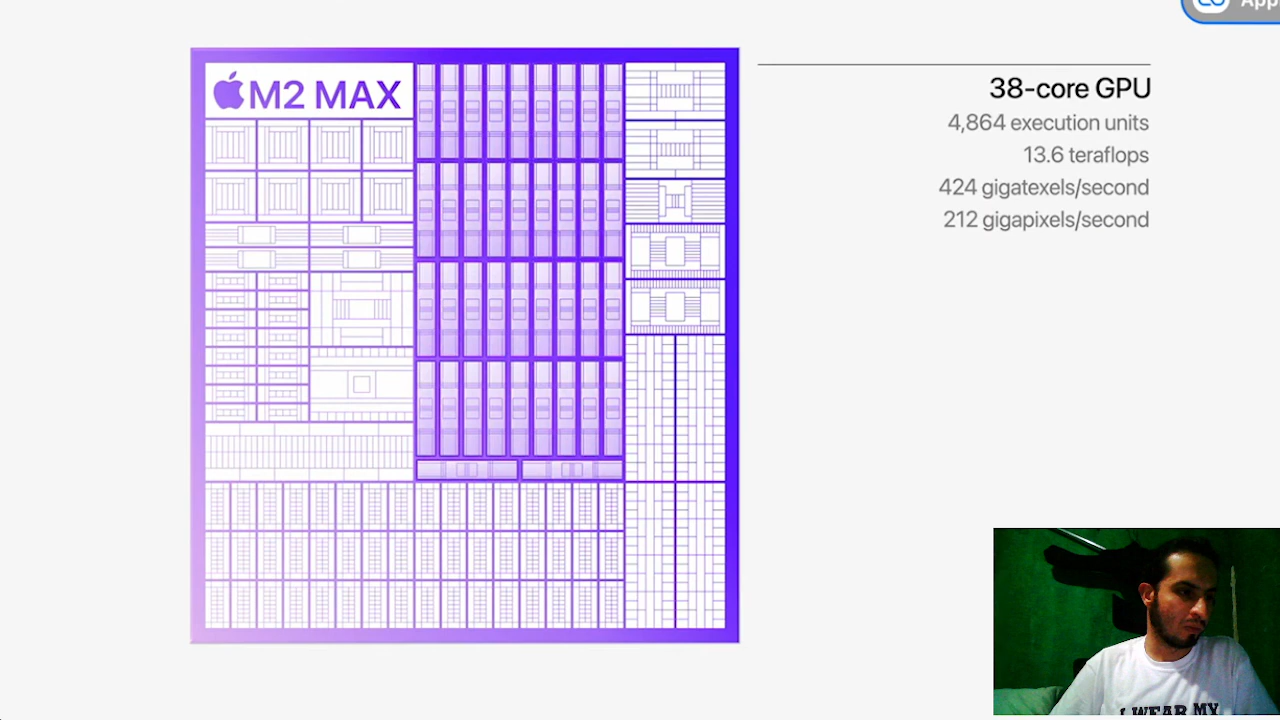 App
M2 MAX
38-core GPU
4,864 execution units
13.6 teraflops
424 gigatexels/second
212 gigapixels/second
I WEAR MY